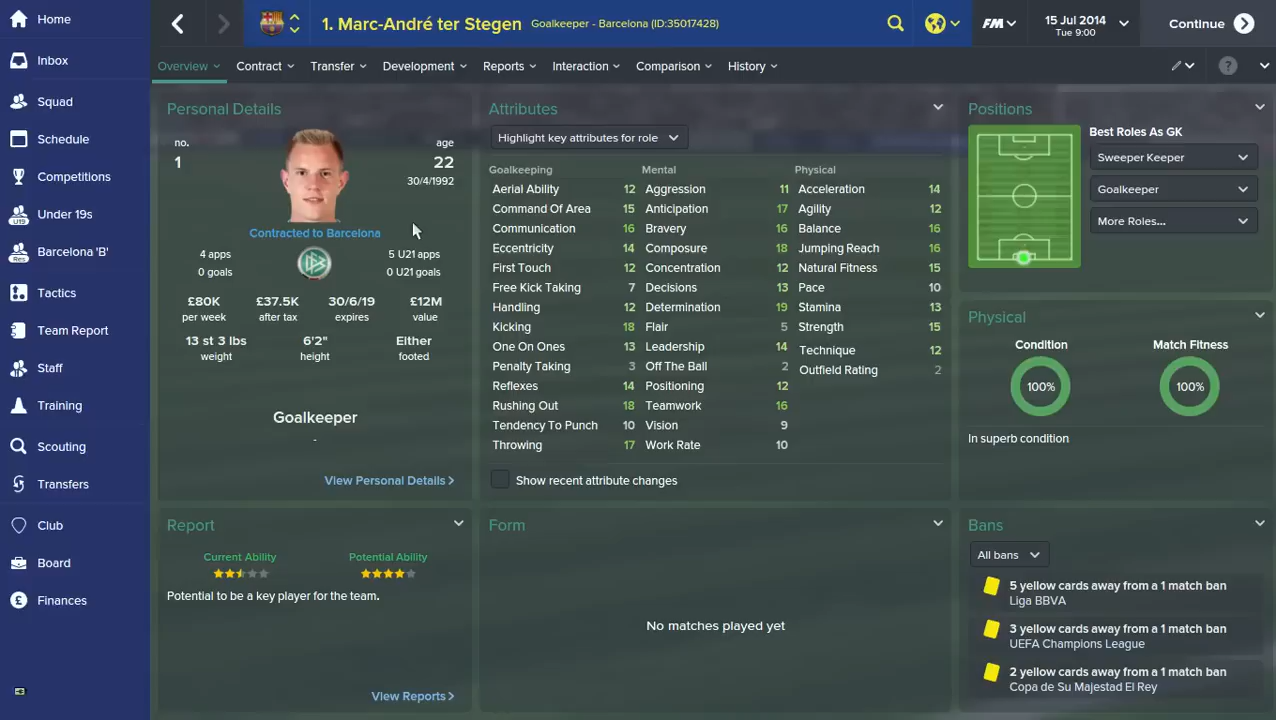 Home
Inbox
Squad
Schedule
Competitions
U19
Under 19s
Res
Barcelona 'B'
Tactics
Team Report
Staff
Training
Scouting
Transfers
Club
Board
Finances
1. Marc-André ter Stegen Goalkeeper - Barcelona (ID:35017428)
FM
15 Jul 2014
Tue 9:00
Continue
Overview Contract Transfer Development Reports Interaction Comparison History
?
Personal Details
no.
1
age
22
30/4/1992
Contracted to Barcelona
4 apps
0 goals
5 U21 apps
0 U21 goals
£80K £37.5K 30/6/19 £12M
per week after tax expires value
13 st 3 lbs 6'2" Either
weight height footed
Goalkeeper
-
View Personal Details >
Attributes
Highlight key attributes for role
Goalkeeping Mental Physical
Aerial Ability 12 Aggression 11 Acceleration 14
Command Of Area 15 Anticipation 17 Agility 12
Communication 16 Bravery 16 Balance 16
Eccentricity 14 Composure 18 Jumping Reach 16
First Touch 12 Concentration 12 Natural Fitness 15
Free Kick Taking 7 Decisions 13 Pace 10
Handling 12 Determination 19 Stamina 13
Kicking 18 Flair 5 Strength 15
One On Ones 13 Leadership 14 Technique 12
Penalty Taking 3 Off The Ball 2 Outfield Rating 2
Reflexes 14 Positioning 12
Rushing Out 18 Teamwork 16
Tendency To Punch 10 Vision 9
Throwing 17 Work Rate 10
Show recent attribute changes
Positions
Best Roles As GK
Sweeper Keeper
Goalkeeper
More Roles...
Physical
Condition Match Fitness
100% 100%
In superb condition
Report
Current Ability Potential Ability
Potential to be a key player for the team.
View Reports >
Form
No matches played yet
Bans
All bans
5 yellow cards away from a 1 match ban
Liga BBVA
3 yellow cards away from a 1 match ban
UEFA Champions League
2 yellow cards away from a 1 match ban
Copa de Su Majestad El Rey